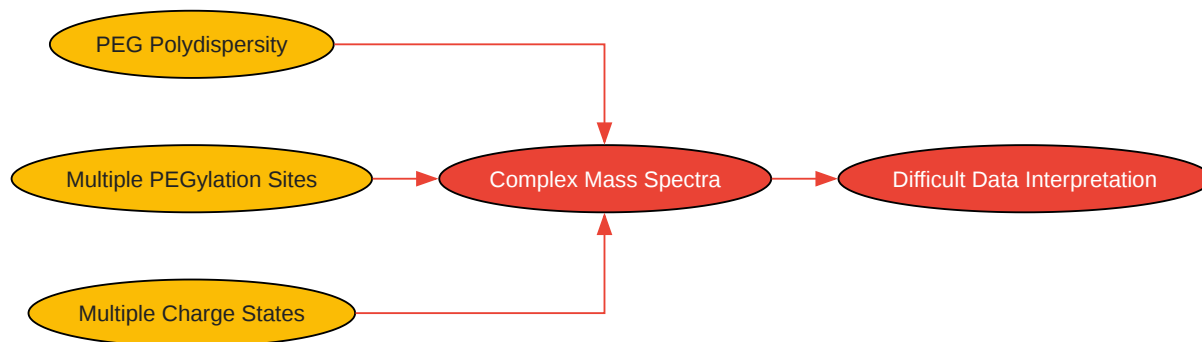 PEG Polydispersity
Multiple PEGylation Sites
Complex Mass Spectra
Difficult Data Interpretation
Multiple Charge States